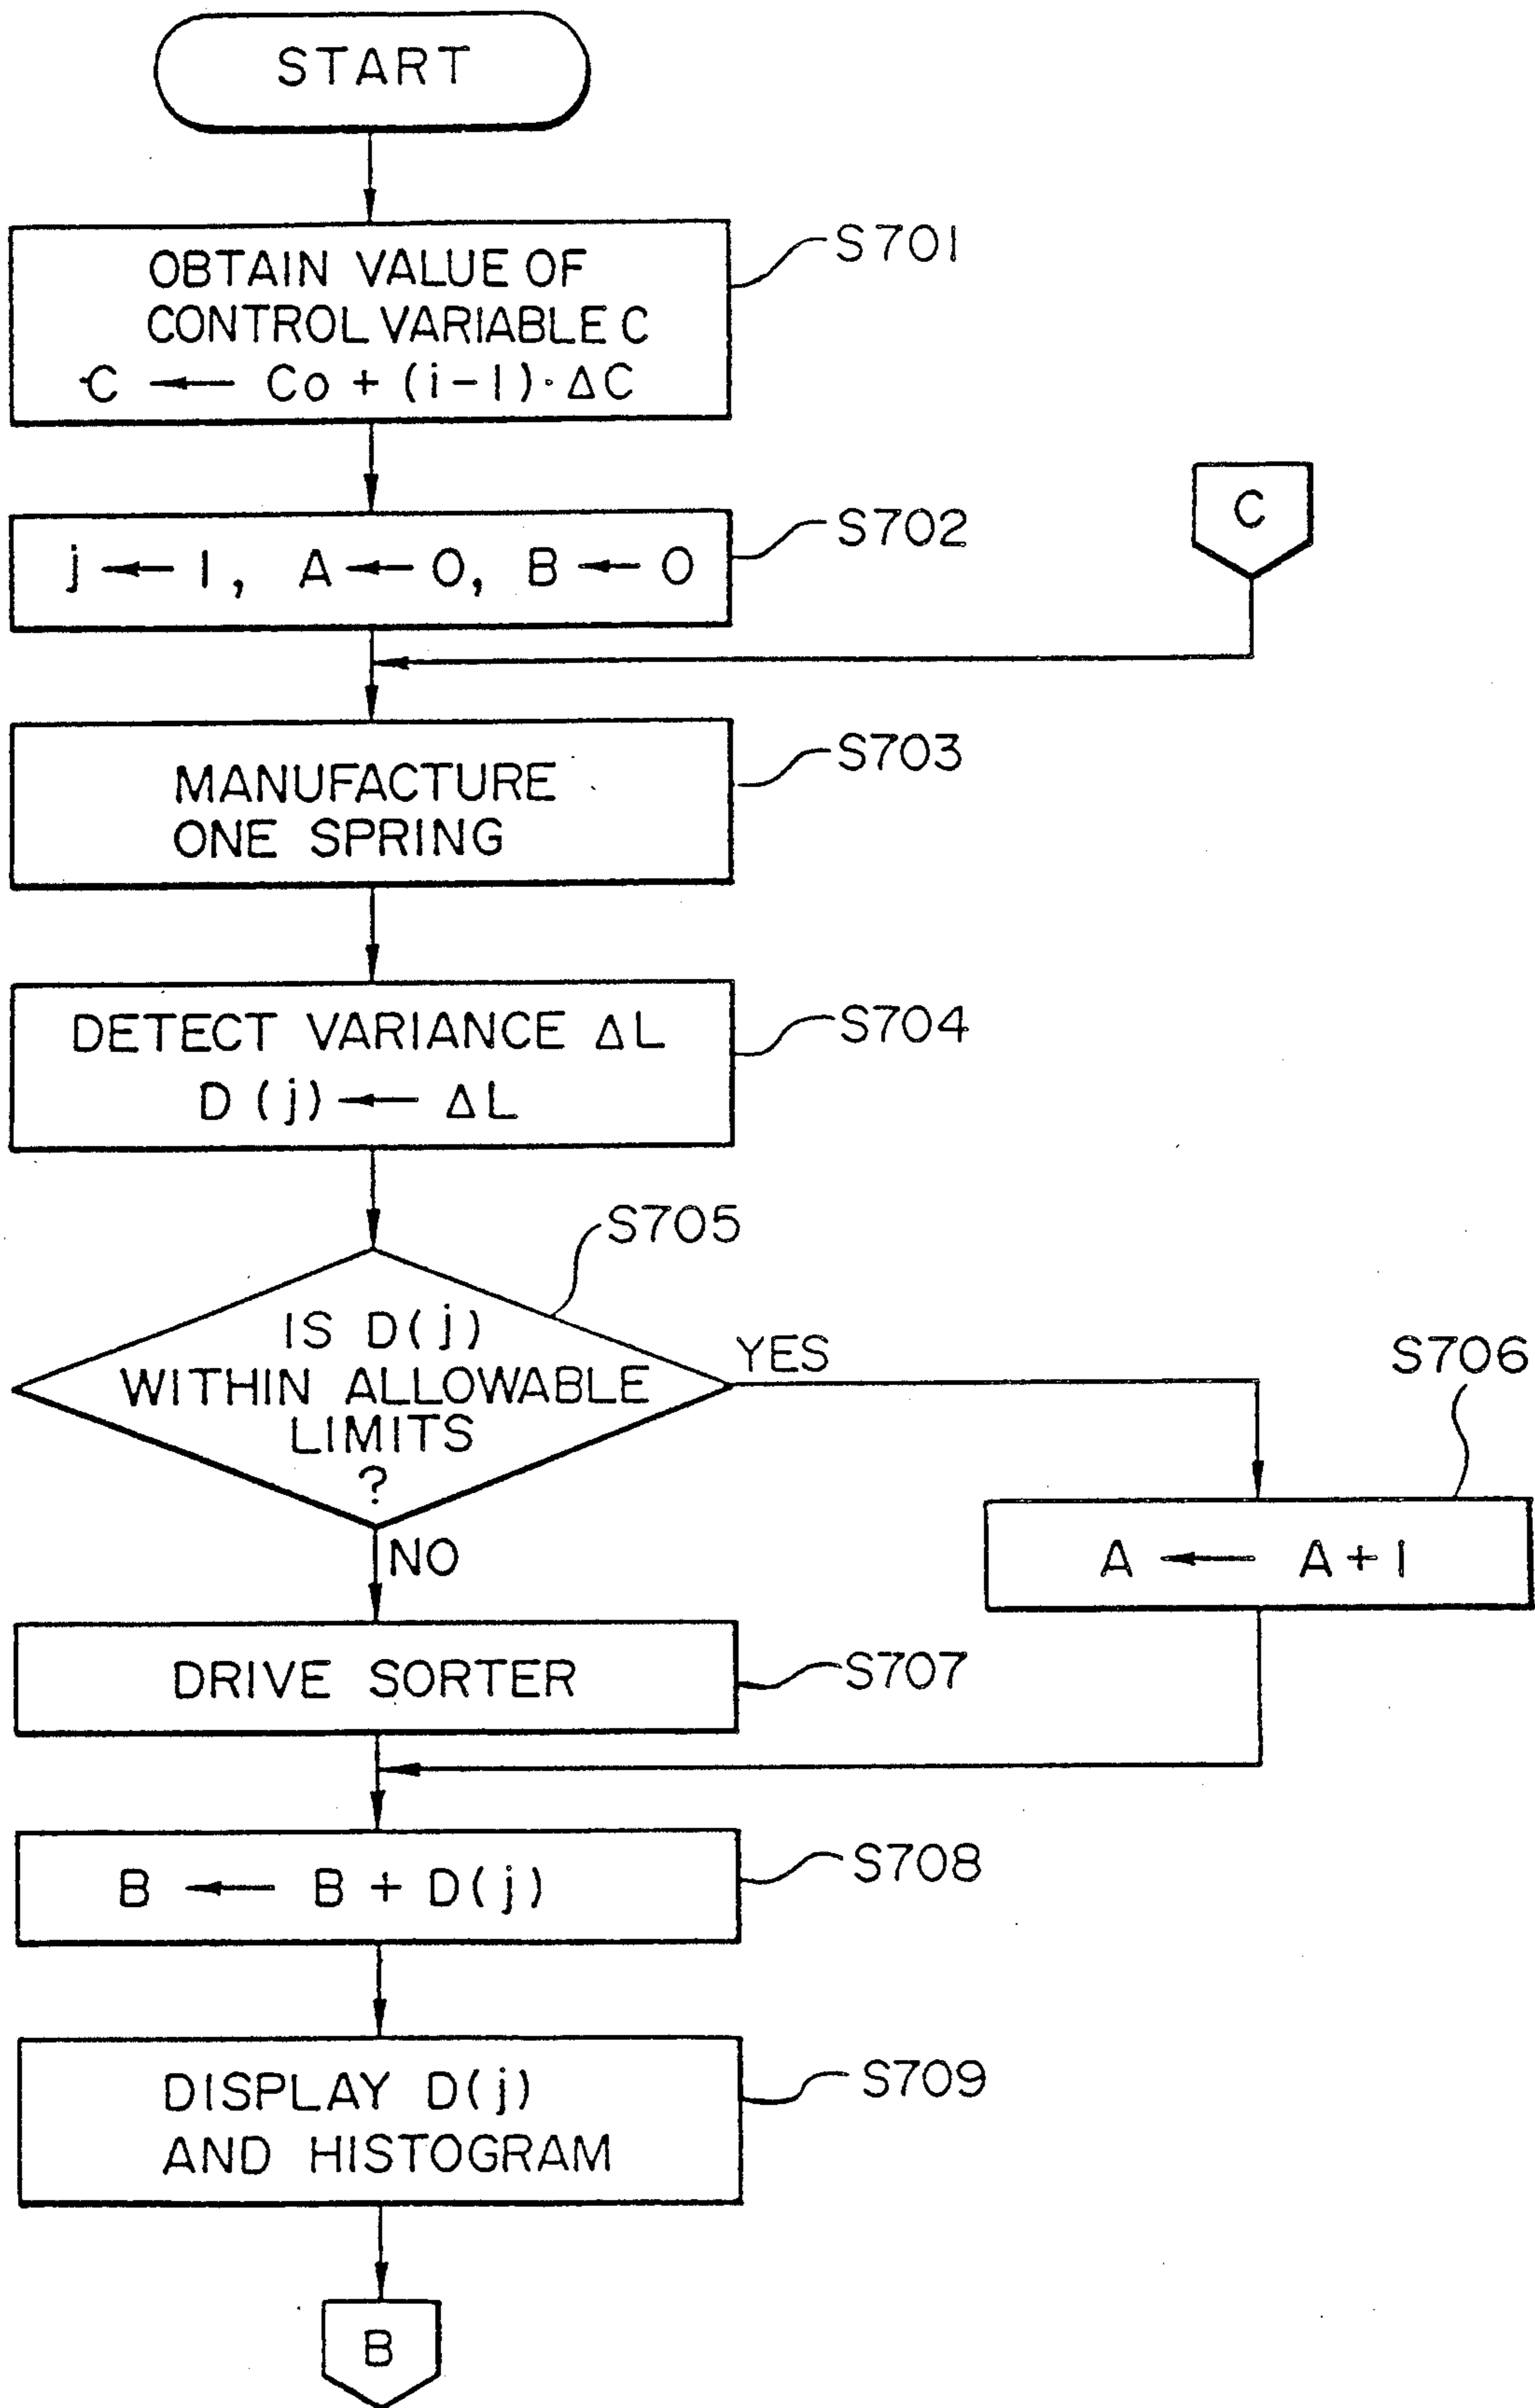 START
OBTAIN VALUE OF
CONTROL VARIABLE C
C ← Co + (i-1)·ΔC
S701
j ← 1, A ← 0, B ← 0
S702
C
MANUFACTURE
ONE SPRING
S703
DETECT VARIANCE ΔL
D (j) ← ΔL
S704
S705
IS D(j)
WITHIN ALLOWABLE
LIMITS
?
YES
S706
NO
A ← A+1
DRIVE SORTER
S707
B ← B + D(j)
S708
DISPLAY D(j)
AND HISTOGRAM
S709
B